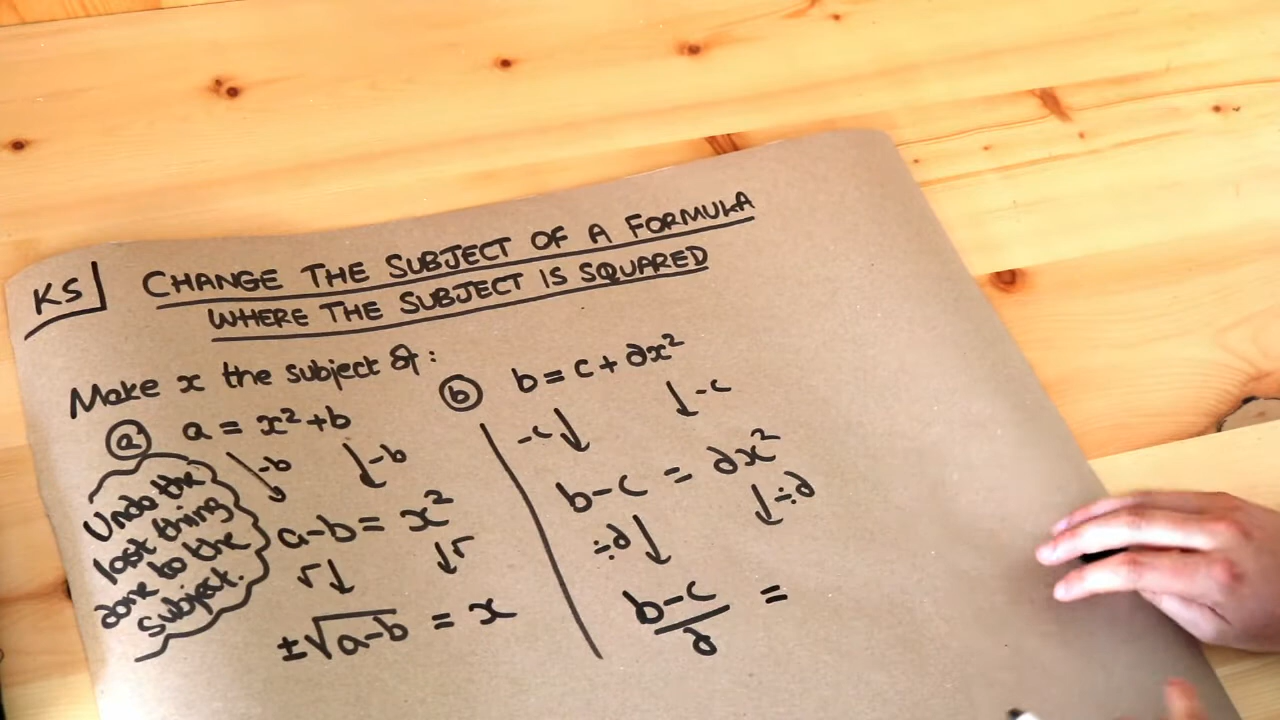 KS
CHANGE THE SUBJECT OF A FORMULA
WHERE THE SUBJECT IS SQUARED
Make x the subject of:
(a) a = x² + b
-b -b
a-b = x²
√ √
±√a-b = x
Undo the
last thing
done to the
subject.
(b) b = c + dx²
-c -c
b-c = dx²
÷d ÷d
b-c =
d